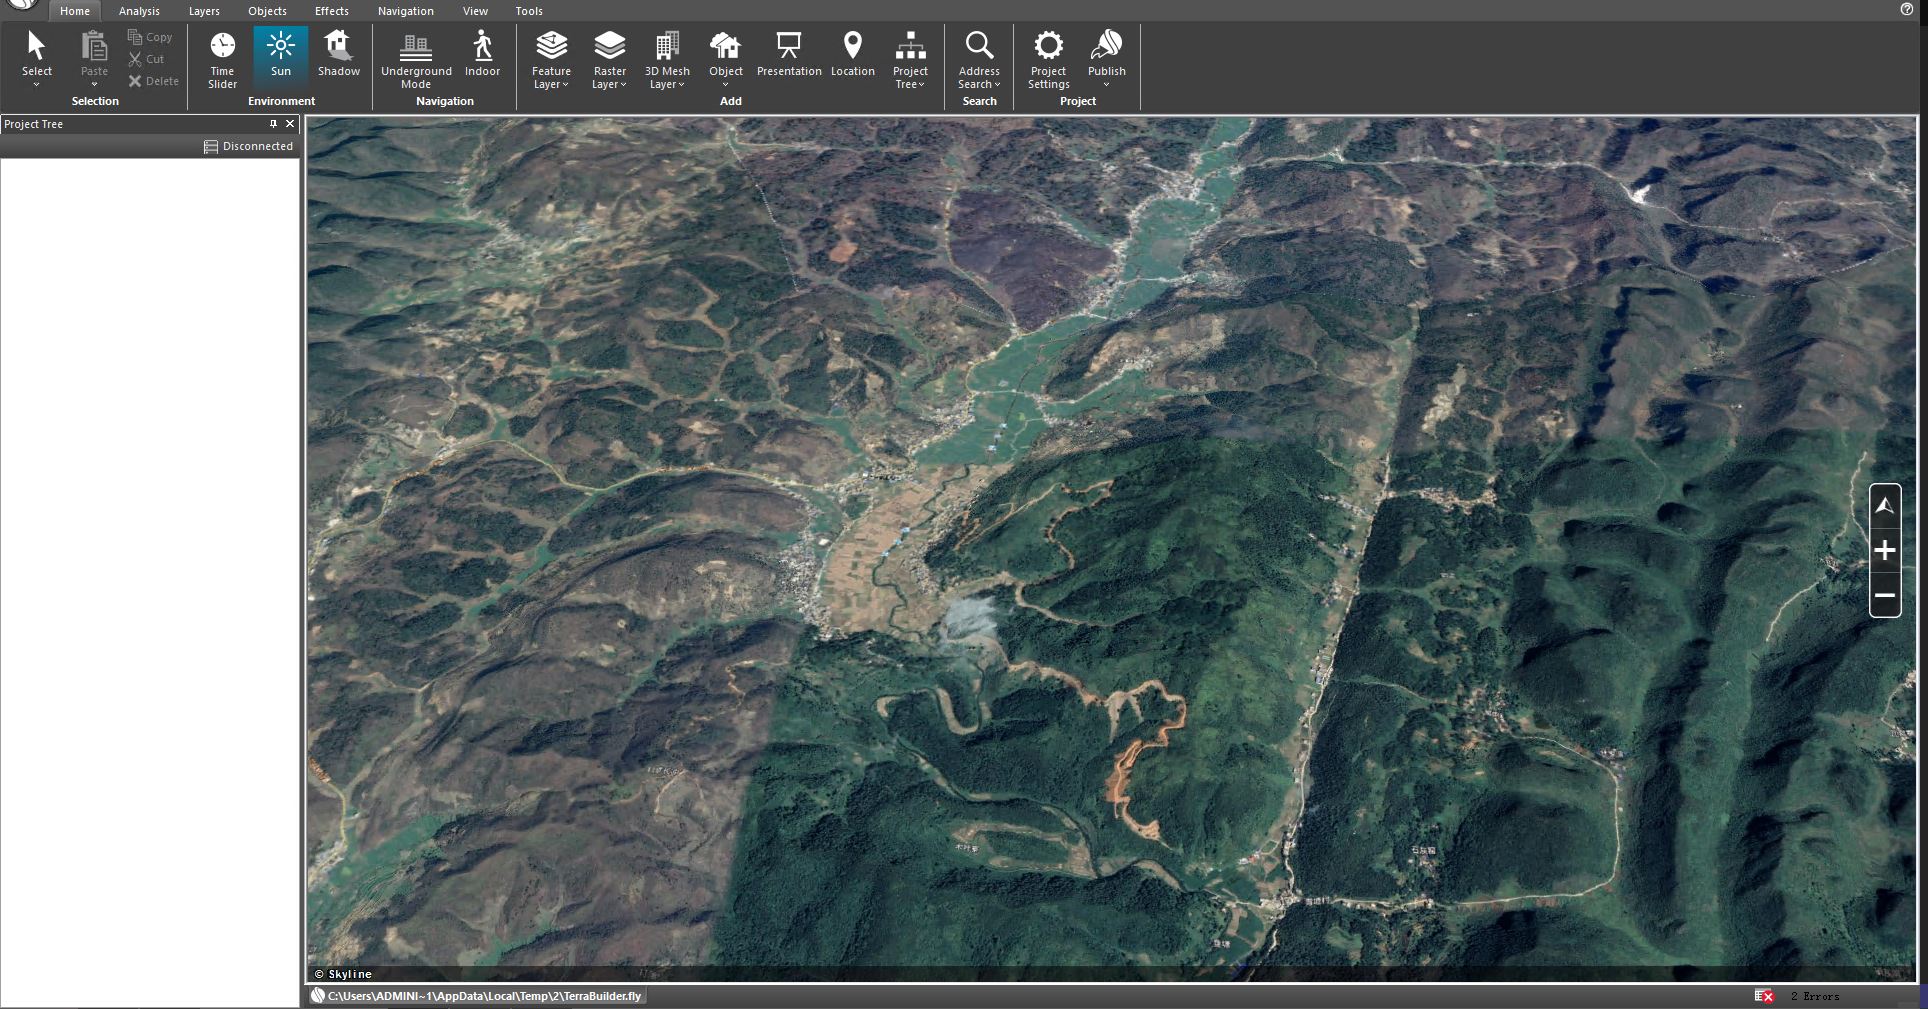 Home Analysis Layers Objects Effects Navigation View Tools
Select
Paste
Copy
Cut
Delete
Selection
Time Slider
Sun
Shadow
Environment
Underground Mode
Indoor
Navigation
Feature Layer
Raster Layer
3D Mesh Layer
Object
Presentation
Location
Project Tree
Add
Address Search
Search
Project Settings
Publish
Project
Project Tree
Disconnected
石灰窑
© Skyline
C:\Users\ADMINI~1\AppData\Local\Temp\2\TerraBuilder.fly
2 Errors